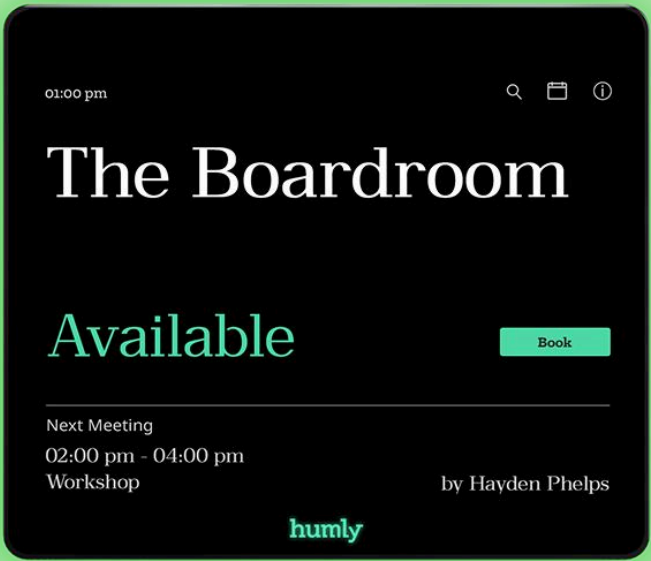 01:00 pm
The Boardroom
Available
Book
Next Meeting
02:00 pm - 04:00 pm
Workshop
by Hayden Phelps
humly